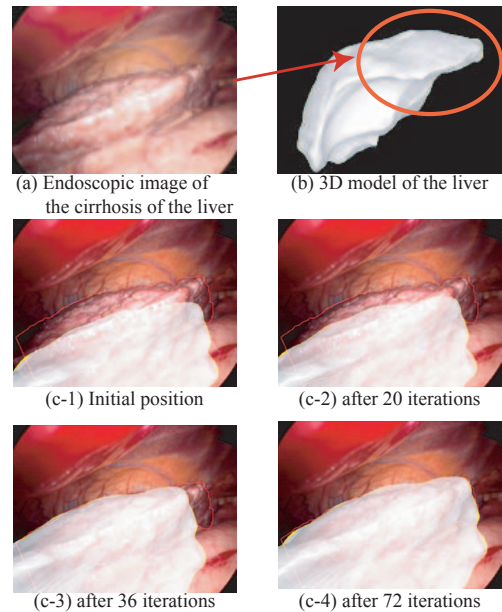 (a) Endoscopic image of
the cirrhosis of the liver
(b) 3D model of the liver
(c-1) Initial position
(c-2) after 20 iterations
(c-3) after 36 iterations
(c-4) after 72 iterations